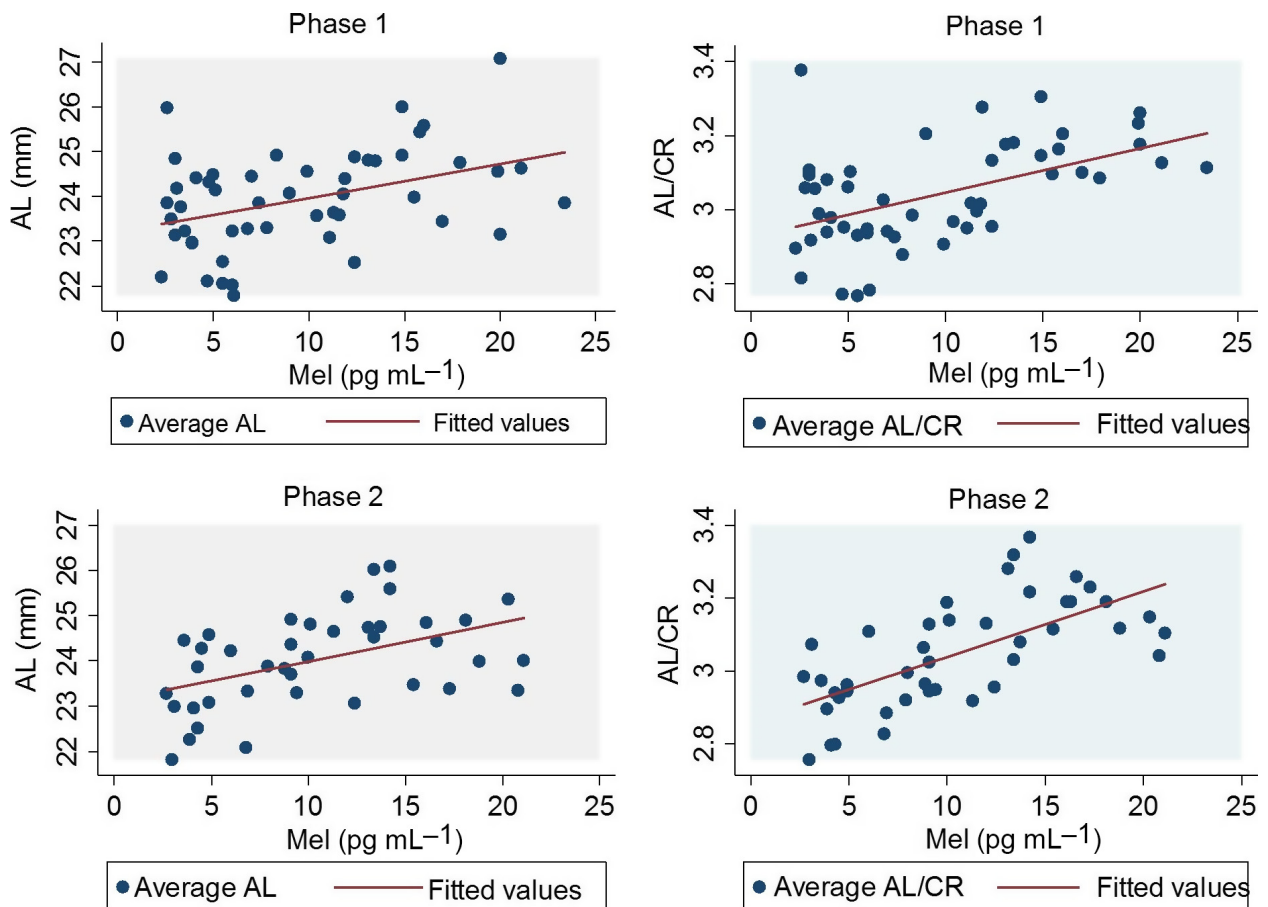 Phase 1
AL (mm)
27
26
25
24
23
22
0 5 10 15 20 25
Mel (pg mL–1)
Average AL Fitted values
Phase 1
AL/CR
3.4
3.2
3
2.8
0 5 10 15 20 25
Mel (pg mL–1)
Average AL/CR Fitted values
Phase 2
AL (mm)
27
26
25
24
23
22
0 5 10 15 20 25
Mel (pg mL–1)
Average AL Fitted values
Phase 2
AL/CR
3.4
3.2
3
2.8
0 5 10 15 20 25
Mel (pg mL–1)
Average AL/CR Fitted values